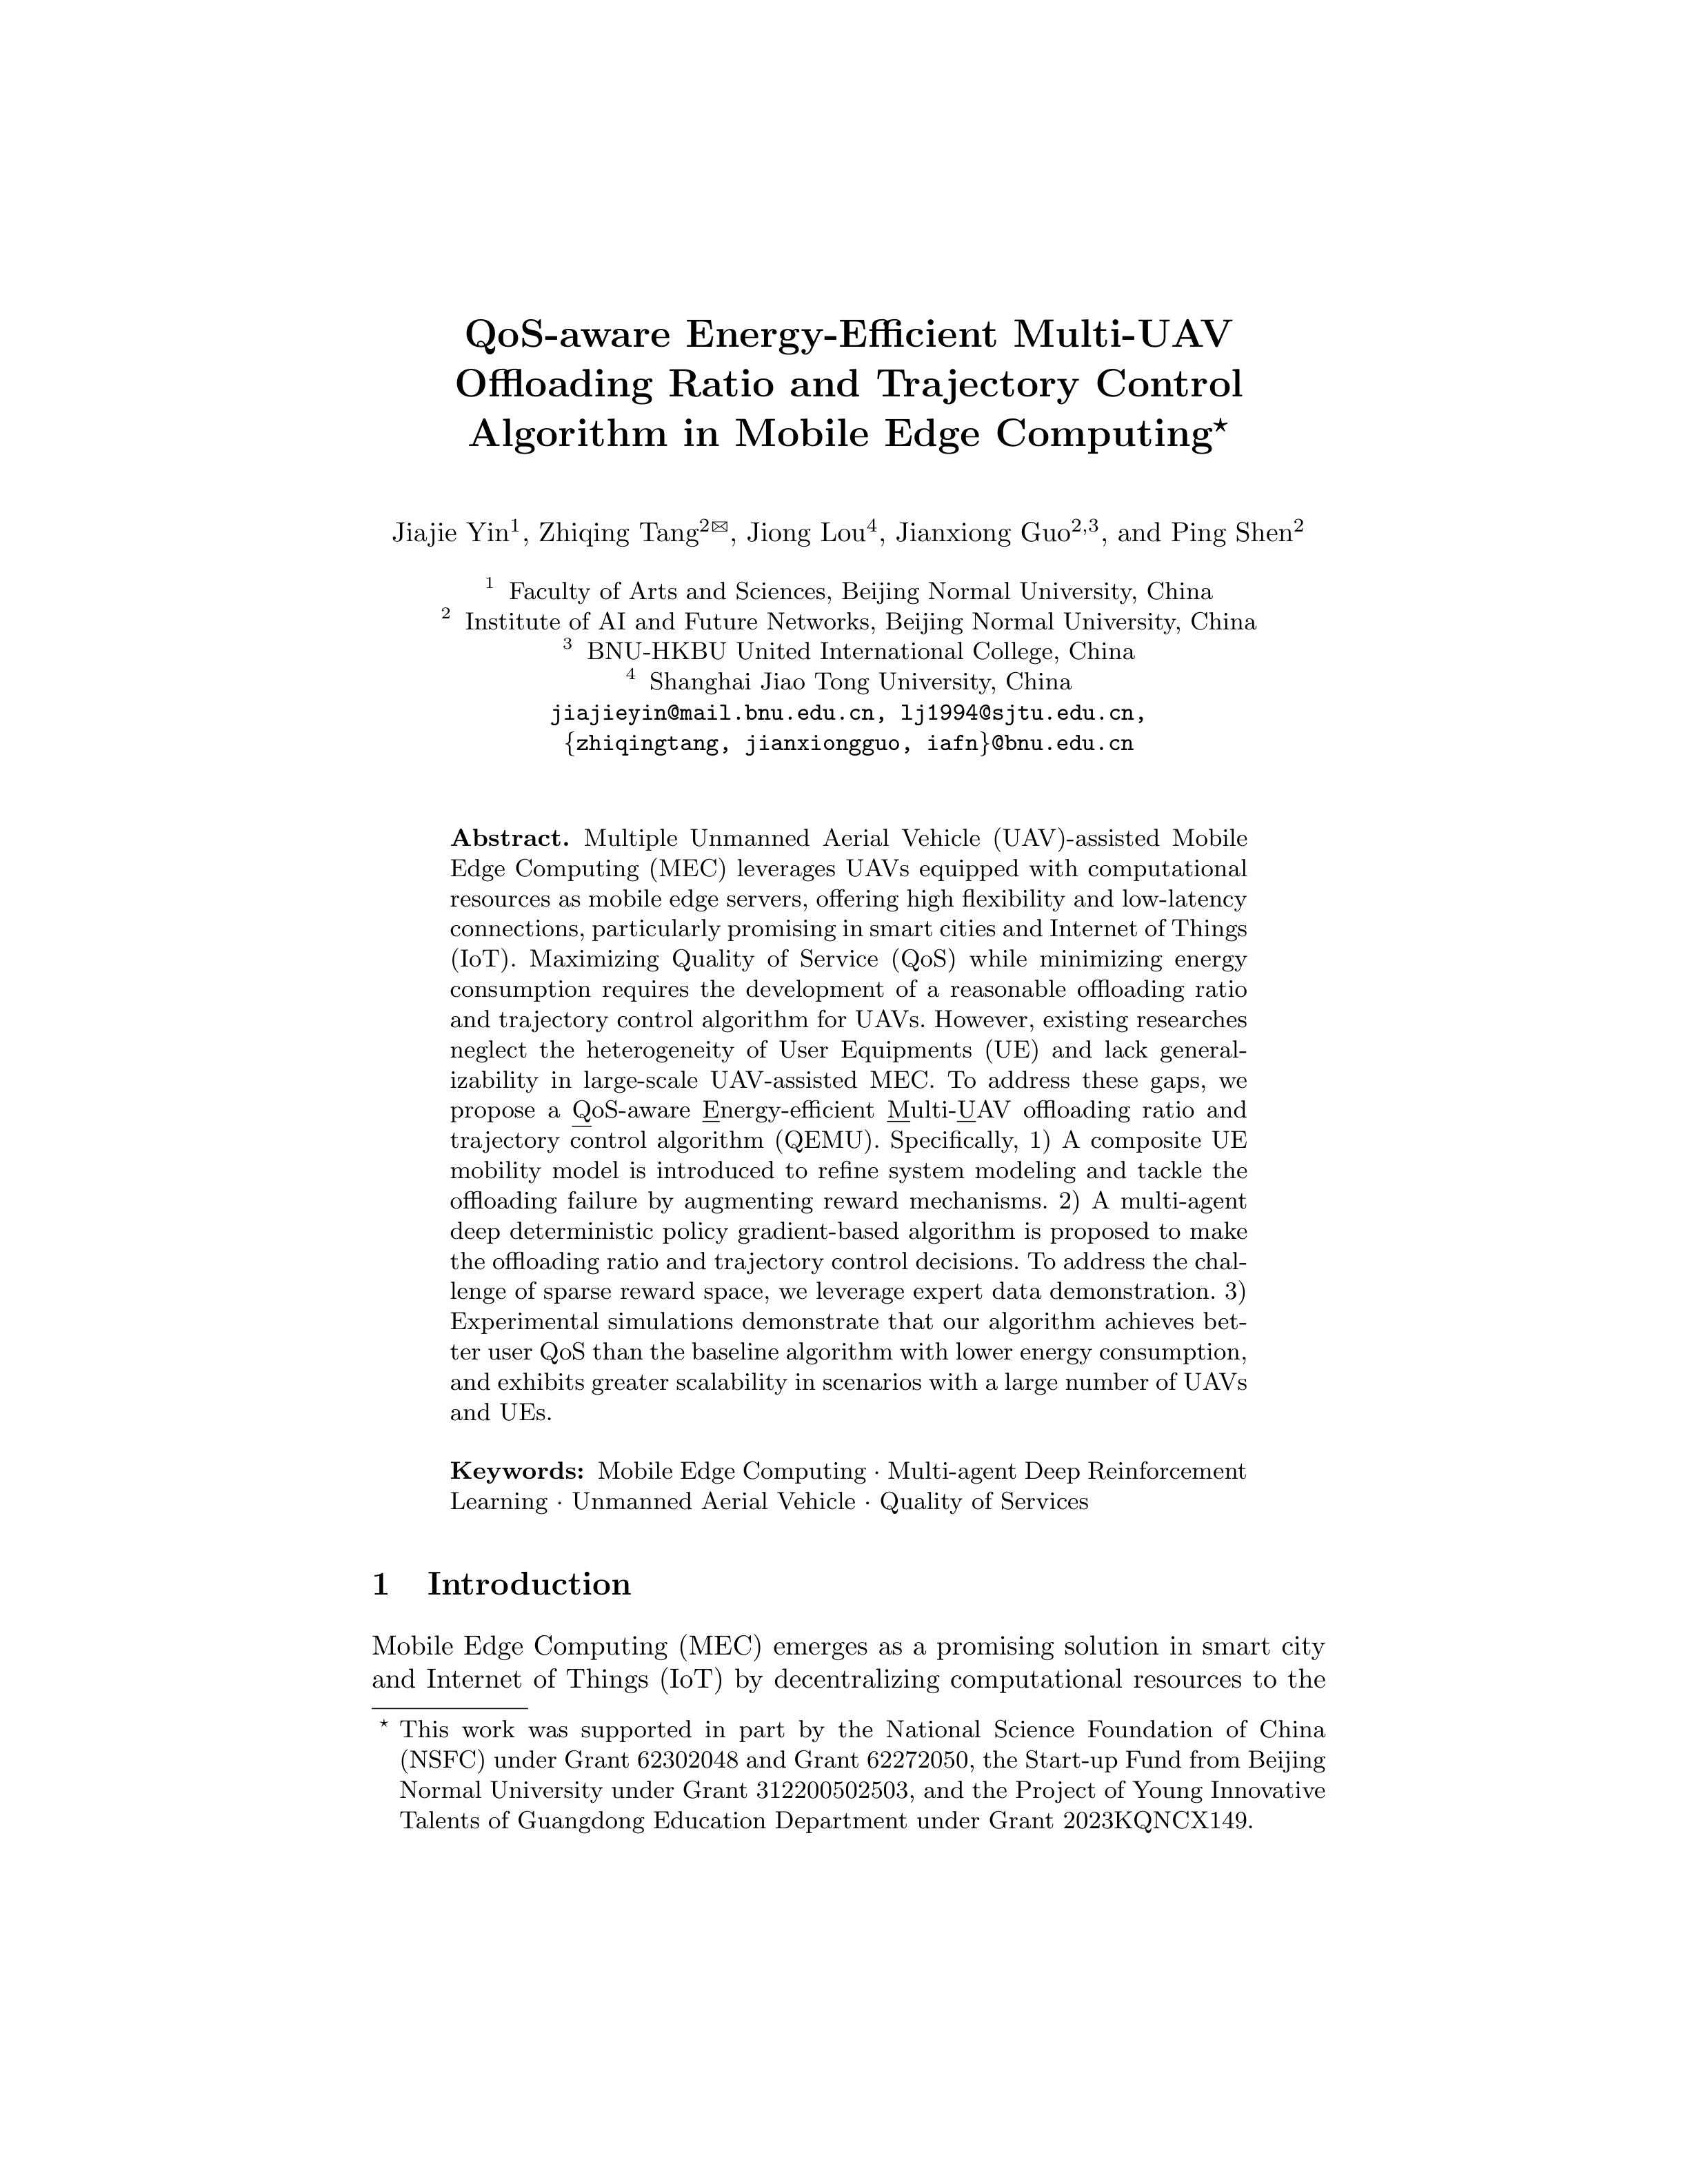 QoS-aware Energy-Efficient Multi-UAV
Offloading Ratio and Trajectory Control
Algorithm in Mobile Edge Computing⋆
Jiajie Yin1, Zhiqing Tang2✉, Jiong Lou4, Jianxiong Guo2,3, and Ping Shen2
1 Faculty of Arts and Sciences, Beijing Normal University, China
2 Institute of AI and Future Networks, Beijing Normal University, China
3 BNU-HKBU United International College, China
4 Shanghai Jiao Tong University, China
jiajieyin@mail.bnu.edu.cn, lj1994@sjtu.edu.cn,
{zhiqingtang, jianxiongguo, iafn}@bnu.edu.cn
Abstract. Multiple Unmanned Aerial Vehicle (UAV)-assisted Mobile
Edge Computing (MEC) leverages UAVs equipped with computational
resources as mobile edge servers, offering high flexibility and low-latency
connections, particularly promising in smart cities and Internet of Things
(IoT). Maximizing Quality of Service (QoS) while minimizing energy
consumption requires the development of a reasonable offloading ratio
and trajectory control algorithm for UAVs. However, existing researches
neglect the heterogeneity of User Equipments (UE) and lack general-
izability in large-scale UAV-assisted MEC. To address these gaps, we
propose a QoS-aware Energy-efficient Multi-UAV offloading ratio and
trajectory control algorithm (QEMU). Specifically, 1) A composite UE
mobility model is introduced to refine system modeling and tackle the
offloading failure by augmenting reward mechanisms. 2) A multi-agent
deep deterministic policy gradient-based algorithm is proposed to make
the offloading ratio and trajectory control decisions. To address the chal-
lenge of sparse reward space, we leverage expert data demonstration. 3)
Experimental simulations demonstrate that our algorithm achieves bet-
ter user QoS than the baseline algorithm with lower energy consumption,
and exhibits greater scalability in scenarios with a large number of UAVs
and UEs.
Keywords: Mobile Edge Computing · Multi-agent Deep Reinforcement
Learning · Unmanned Aerial Vehicle · Quality of Services
1 Introduction
Mobile Edge Computing (MEC) emerges as a promising solution in smart city
and Internet of Things (IoT) by decentralizing computational resources to the
⋆ This work was supported in part by the National Science Foundation of China
(NSFC) under Grant 62302048 and Grant 62272050, the Start-up Fund from Beijing
Normal University under Grant 312200502503, and the Project of Young Innovative
Talents of Guangdong Education Department under Grant 2023KQNCX149.